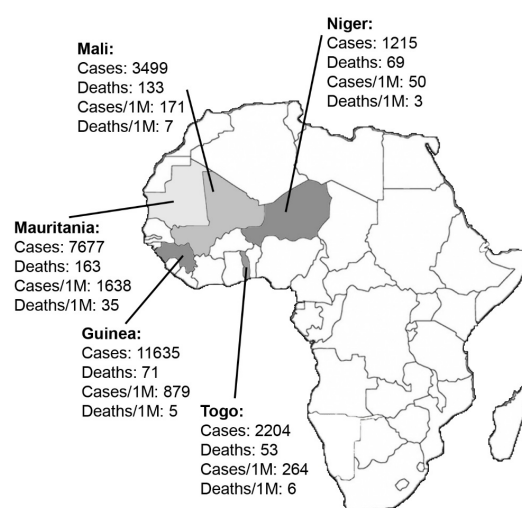 Niger:
Cases: 1215
Deaths: 69
Cases/1M: 50
Deaths/1M: 3
Mali:
Cases: 3499
Deaths: 133
Cases/1M: 171
Deaths/1M: 7
Mauritania:
Cases: 7677
Deaths: 163
Cases/1M: 1638
Deaths/1M: 35
Guinea:
Cases: 11635
Deaths: 71
Cases/1M: 879
Deaths/1M: 5
Togo:
Cases: 2204
Deaths: 53
Cases/1M: 264
Deaths/1M: 6